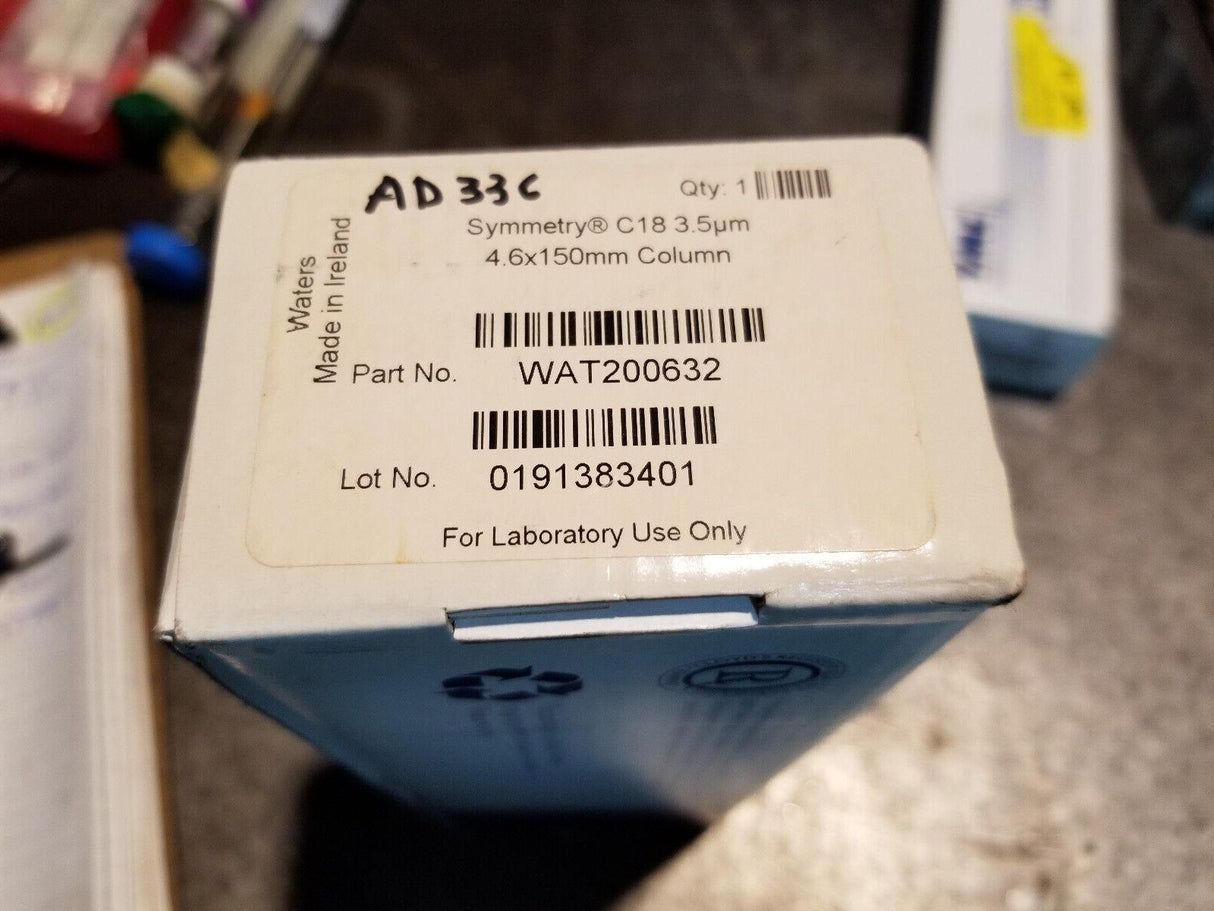 AD 336
Qty: 1
Symmetry® C18 3.5µm
4.6x150mm Column
Waters
Made in Ireland
Part No. WAT200632
Lot No. 0191383401
For Laboratory Use Only